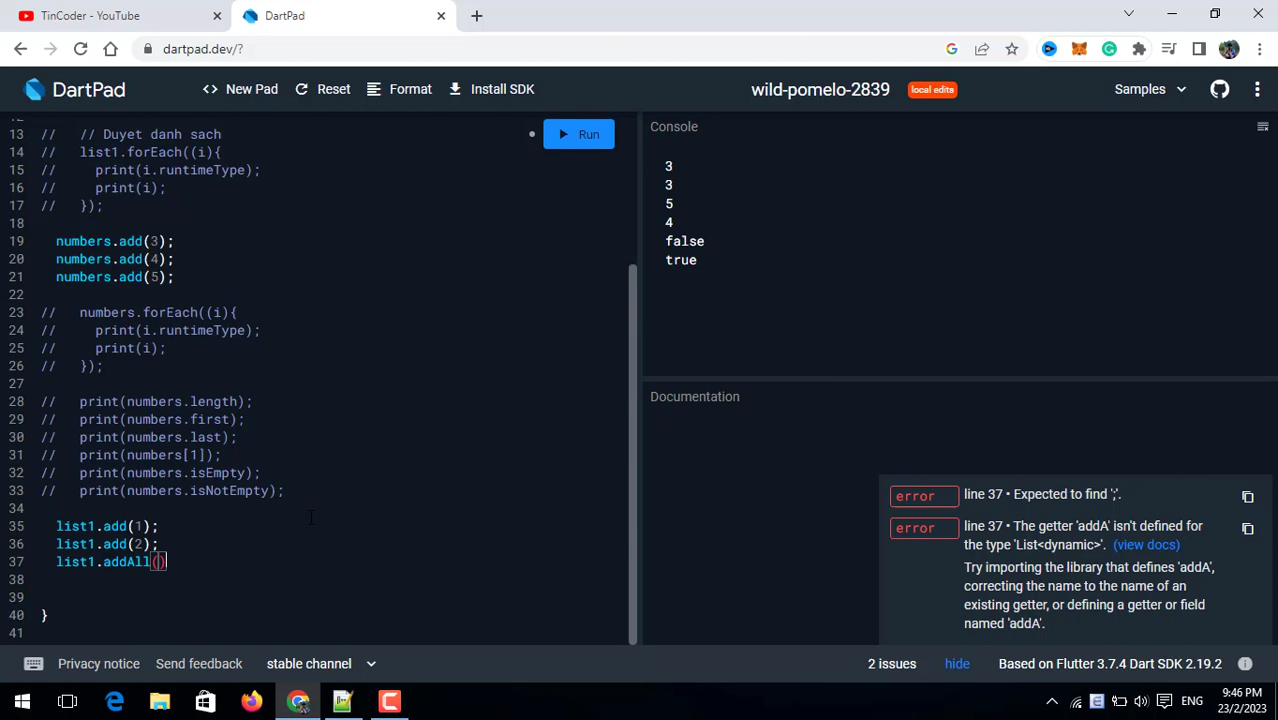 TinCoder - YouTube
DartPad
dartpad.dev/?
DartPad
<> New Pad
Reset
Format
Install SDK
wild-pomelo-2839
local edits
Samples
12
13 //   // Duyet danh sach
14 //   list1.forEach((i){
15 //     print(i.runtimeType);
16 //     print(i);
17 //   });
18
19   numbers.add(3);
20   numbers.add(4);
21   numbers.add(5);
22
23 //   numbers.forEach((i){
24 //     print(i.runtimeType);
25 //     print(i);
26 //   });
27
28 //   print(numbers.length);
29 //   print(numbers.first);
30 //   print(numbers.last);
31 //   print(numbers[1]);
32 //   print(numbers.isEmpty);
33 //   print(numbers.isNotEmpty);
34
35   list1.add(1);
36   list1.add(2);
37   list1.addAll()
38
39
40 }
41
Run
Console
3
3
5
4
false
true
Documentation
error line 37 • Expected to find ';'.
error line 37 • The getter 'addA' isn't defined for
the type 'List<dynamic>'. (view docs)
Try importing the library that defines 'addA',
correcting the name to the name of an
existing getter, or defining a getter or field
named 'addA'.
Privacy notice
Send feedback
stable channel
2 issues
hide
Based on Flutter 3.7.4 Dart SDK 2.19.2
ENG
9:46 PM
23/2/2023